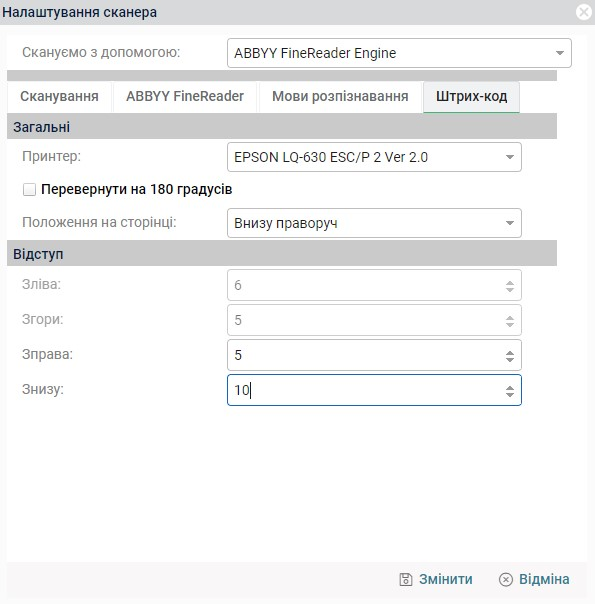 Налаштування сканера
Скануємо з допомогою: ABBYY FineReader Engine
Сканування ABBYY FineReader Мови розпізнавання Штрих-код
Загальні
Принтер: EPSON LQ-630 ESC/P 2 Ver 2.0
Перевернути на 180 градусів
Положення на сторінці: Внизу праворуч
Відступ
Зліва: 6
Згори: 5
Зправа: 5
Знизу: 10
Змінити Відміна